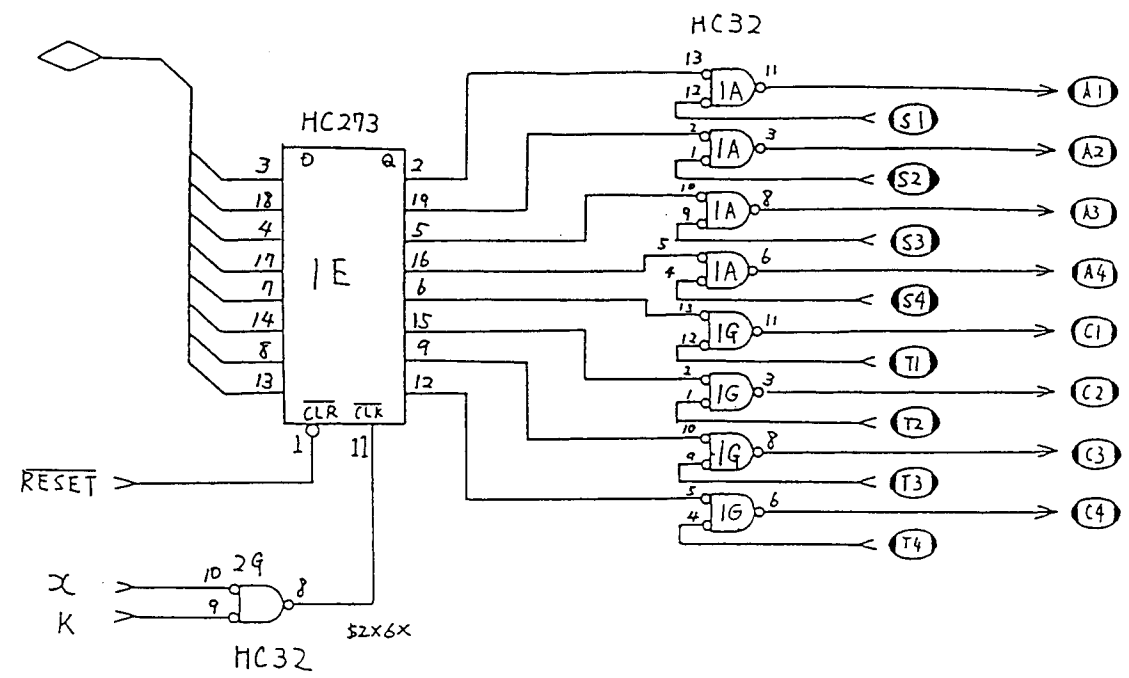 HC32
13
12
1A
11
A1
S1
HC273
D
Q
1E
3
18
4
17
7
14
8
13
2
19
5
16
6
15
9
12
CLR
CLK
1
11
2
1
1A
3
A2
S2
10
9
1A
8
A3
S3
5
4
1A
6
A4
S4
13
12
1G
11
C1
T1
2
1
1G
3
C2
T2
10
9
1G
8
C3
T3
5
4
1G
6
C4
T4
RESET
X
K
10
9
2G
8
52X6X
HC32